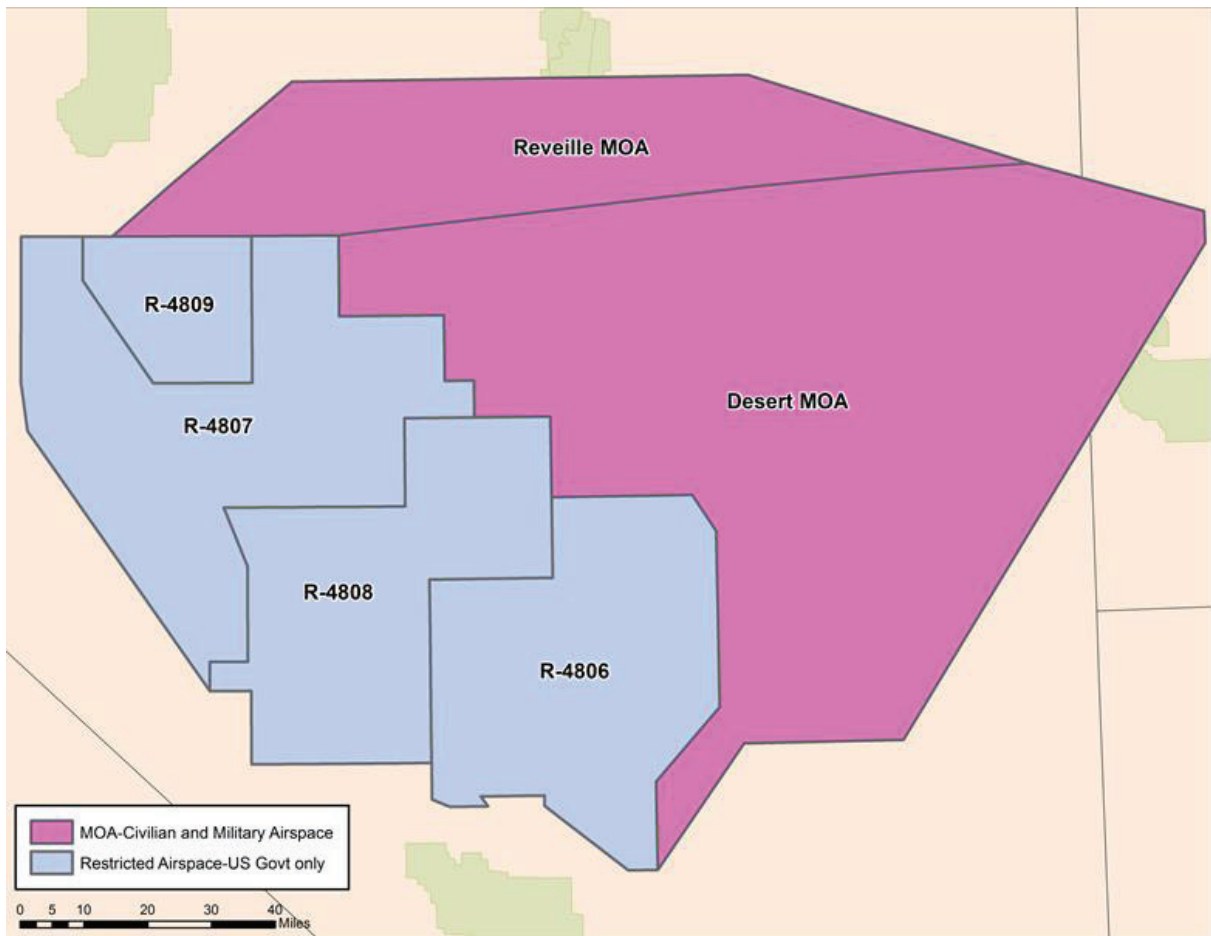 Reveille MOA
R-4809
Desert MOA
R-4807
R-4808
R-4806
MOA-Civilian and Military Airspace
Restricted Airspace-US Govt only
0 5 10 20 30 40
Miles